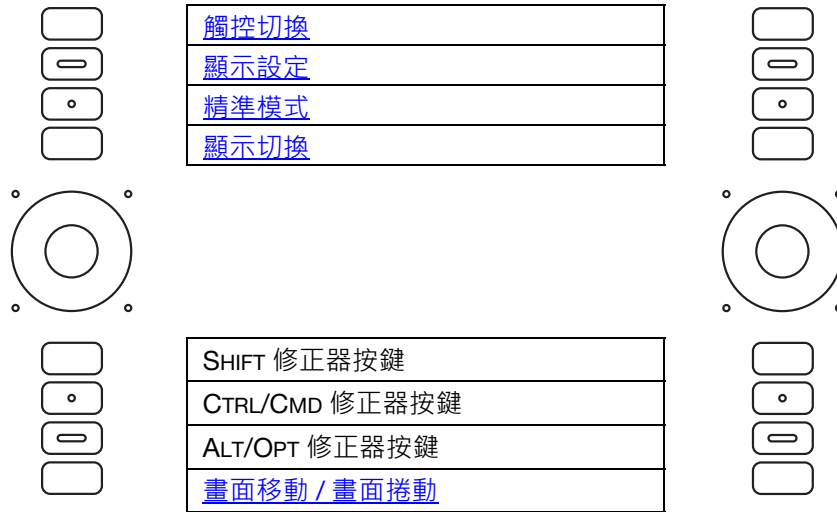 觸控切換
顯示設定
精準模式
顯示切換
SHIFT 修正器按鍵
CTRL/CMD 修正器按鍵
ALT/OPT 修正器按鍵
畫面移動 / 畫面捲動